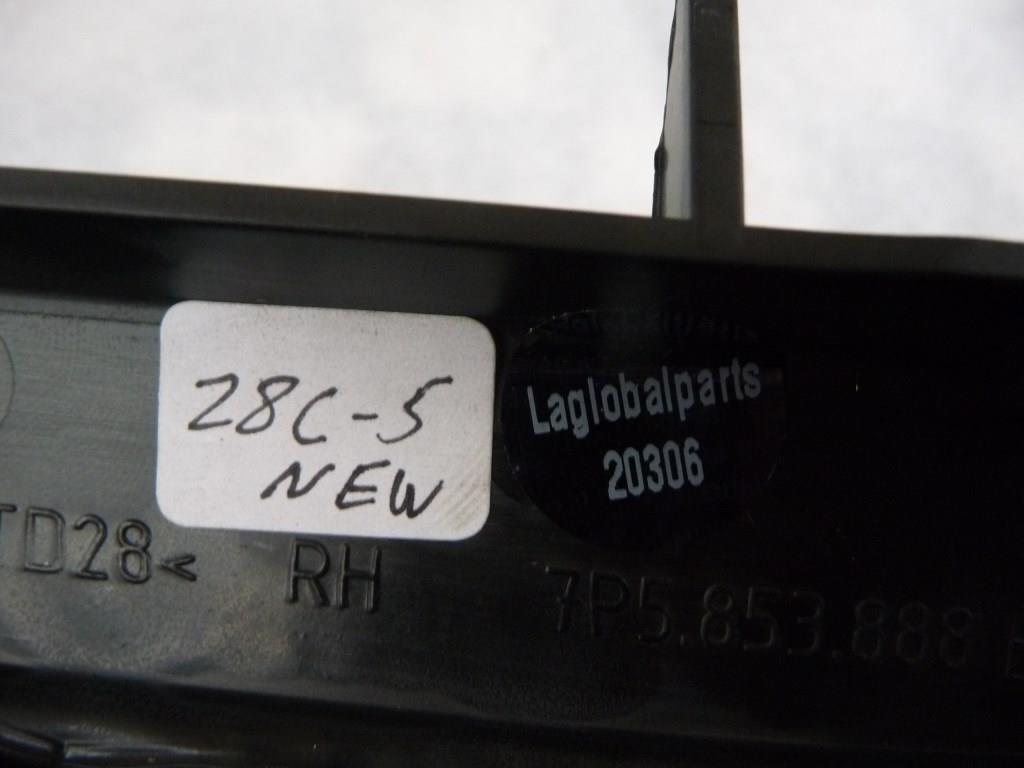 28C-5
NEW
Laglobalparts
20306
TD28<
RH
7P5.853.888